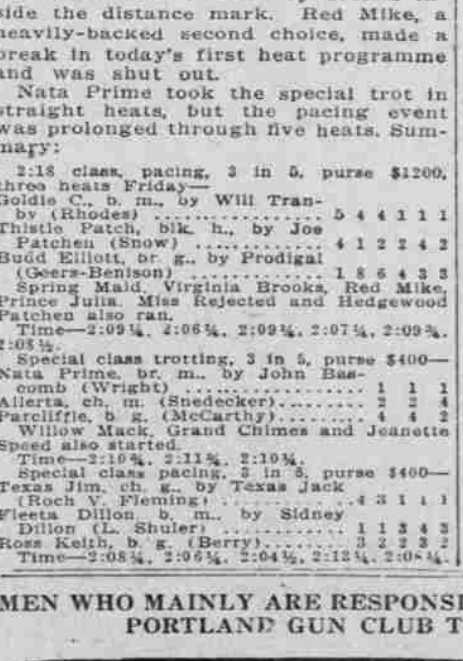 side the distance mark. Red Mike, a
heavily-backed second choice, made a
break in today's first heat programme
and was shut out.
Nata Prime took the special trot in
straight heats, but the pacing event
was prolonged through five heats. Sum-
mary:
2:18 class, pacing, 3 in 5, purse $1200,
three heats Friday—
Goldie C., b. m., by Will Tran-
by (Rhodes) ................ 5 4 4 1 1 1
Thistle Patch, blk. h., by Joe
Patchen (Snow) ............ 4 1 2 2 4 2
Budd Elliott, br. g., by Prodigal
(Geers-Benison) ............ 1 8 6 4 3 3
Spring Maid, Virginia Brooks, Red Mike,
Prince Julia, Miss Rejected and Hedgewood
Patchen also ran.
Time—2:09¼, 2:06¾, 2:09¼, 2:07¼, 2:09¾,
2:08½.
Special class trotting, 3 in 5, purse $400—
Nata Prime, br. m., by John Bas-
comb (Wright) .................. 1 1 1
Allerta, ch. m. (Snedecker)......... 2 2 4
Parcliffle, b. g. (McCarthy)......... 4 4 2
Willow Mack, Grand Chimes and Jeanette
Speed also started.
Time—2:10¾, 2:11¾, 2:10¾.
Special class pacing, 3 in 5, purse $400—
Texas Jim, ch. g., by Texas Jack
(Roch V. Fleming) ............ 4 3 1 1 1
Fleeta Dillon b. m., by Sidney
Dillon (L. Shuler) ............ 1 1 3 4 3
Ross Keith, b. g. (Berry)....... 3 2 2 3 2
Time—2:08¼, 2:06¼, 2:04½, 2:12¼,
MEN WHO MAINLY ARE
PORTLAND GUN CLUB